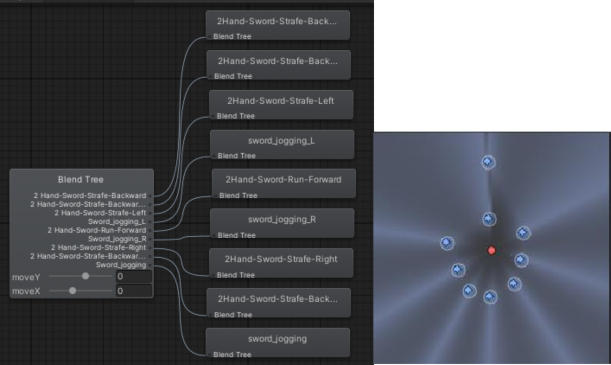 2Hand-Sword-Strafe-Back...
Blend Tree
2Hand-Sword-Strafe-Back...
Blend Tree
2Hand-Sword-Strafe-Left
Blend Tree
sword_jogging_L
Blend Tree
2Hand-Sword-Run-Forward
Blend Tree
sword_jogging_R
Blend Tree
2Hand-Sword-Strafe-Right
Blend Tree
2Hand-Sword-Strafe-Back...
Blend Tree
sword_jogging
Blend Tree
Blend Tree
2 Hand-Sword-Strafe-Backward
2 Hand-Sword-Strafe-Backwar...
2 Hand-Sword-Strafe-Left
Sword_jogging_L
2 Hand-Sword-Run-Forward
Sword_jogging_R
2 Hand-Sword-Strafe-Right
2 Hand-Sword-Strafe-Backwar...
Sword_jogging
moveY 0
moveX 0